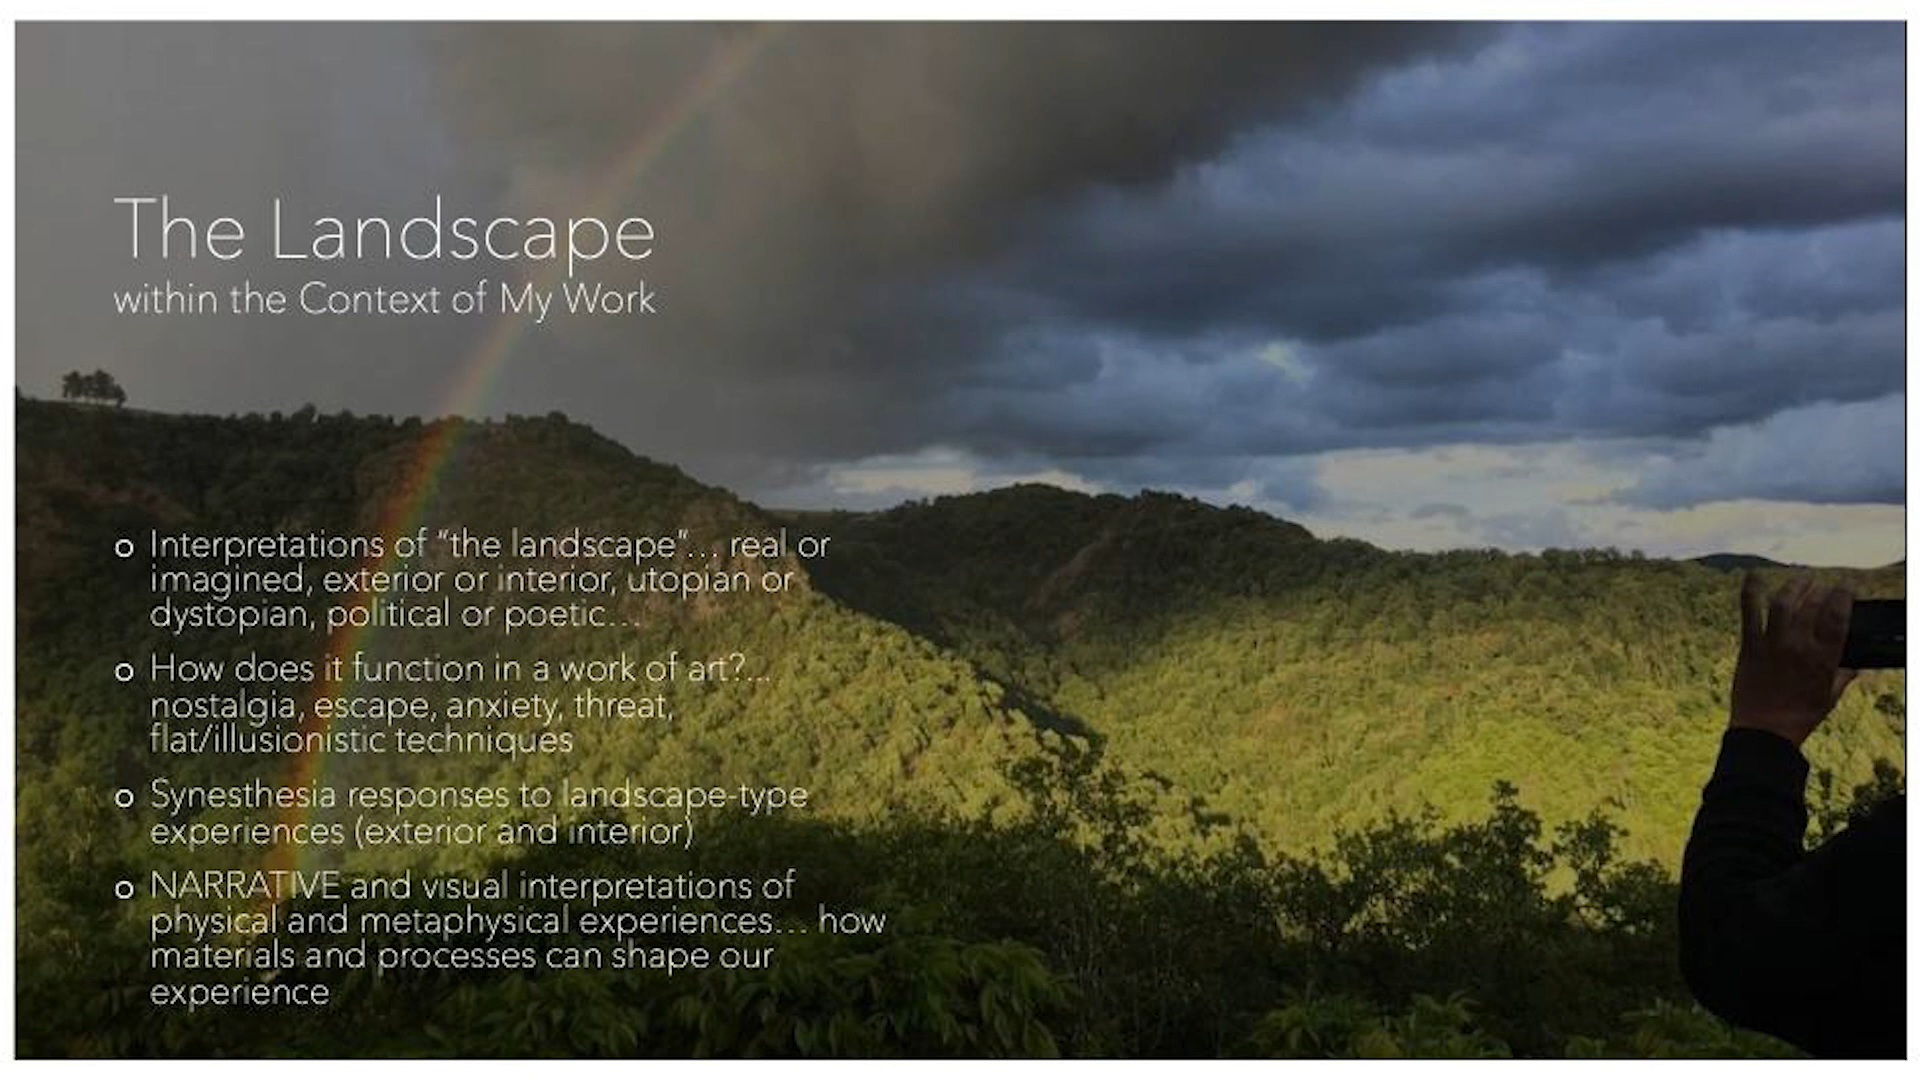 The Landscape
within the Context of My Work
o Interpretations of “the landscape”… real or
imagined, exterior or interior, utopian or
dystopian, political or poetic…
o How does it function in a work of art?...
nostalgia, escape, anxiety, threat,
flat/illusionistic techniques
o Synesthesia responses to landscape-type
experiences (exterior and interior)
o NARRATIVE and visual interpretations of
physical and metaphysical experiences… how
materials and processes can shape our
experience